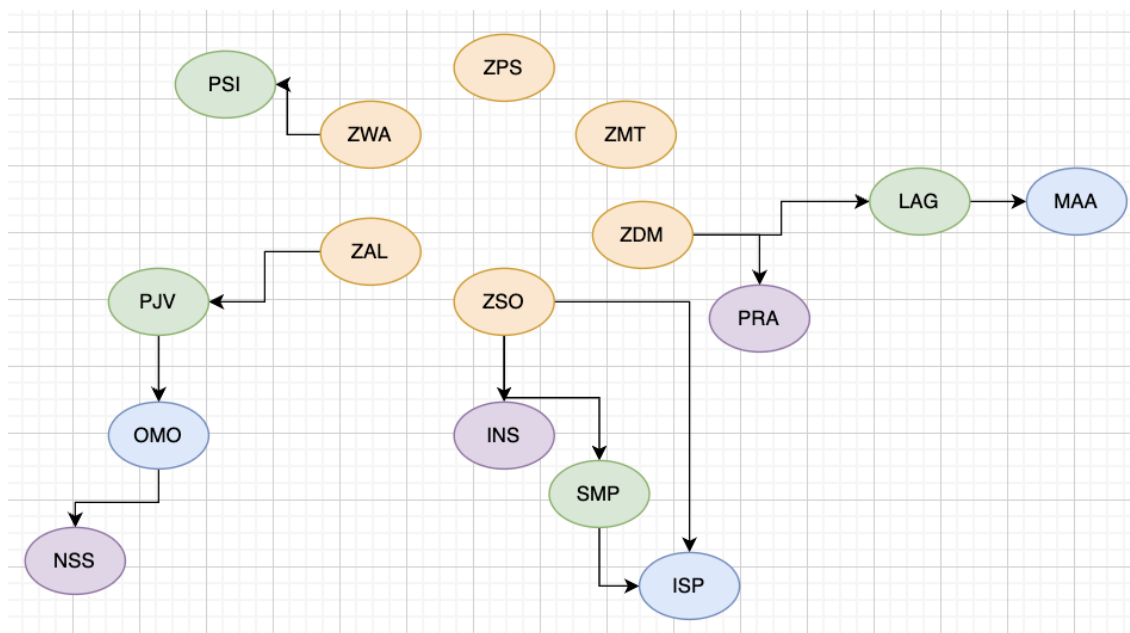 ZPS
PSI
ZWA
ZMT
LAG
MAA
ZDM
ZAL
PJV
ZSO
PRA
OMO
INS
SMP
NSS
ISP